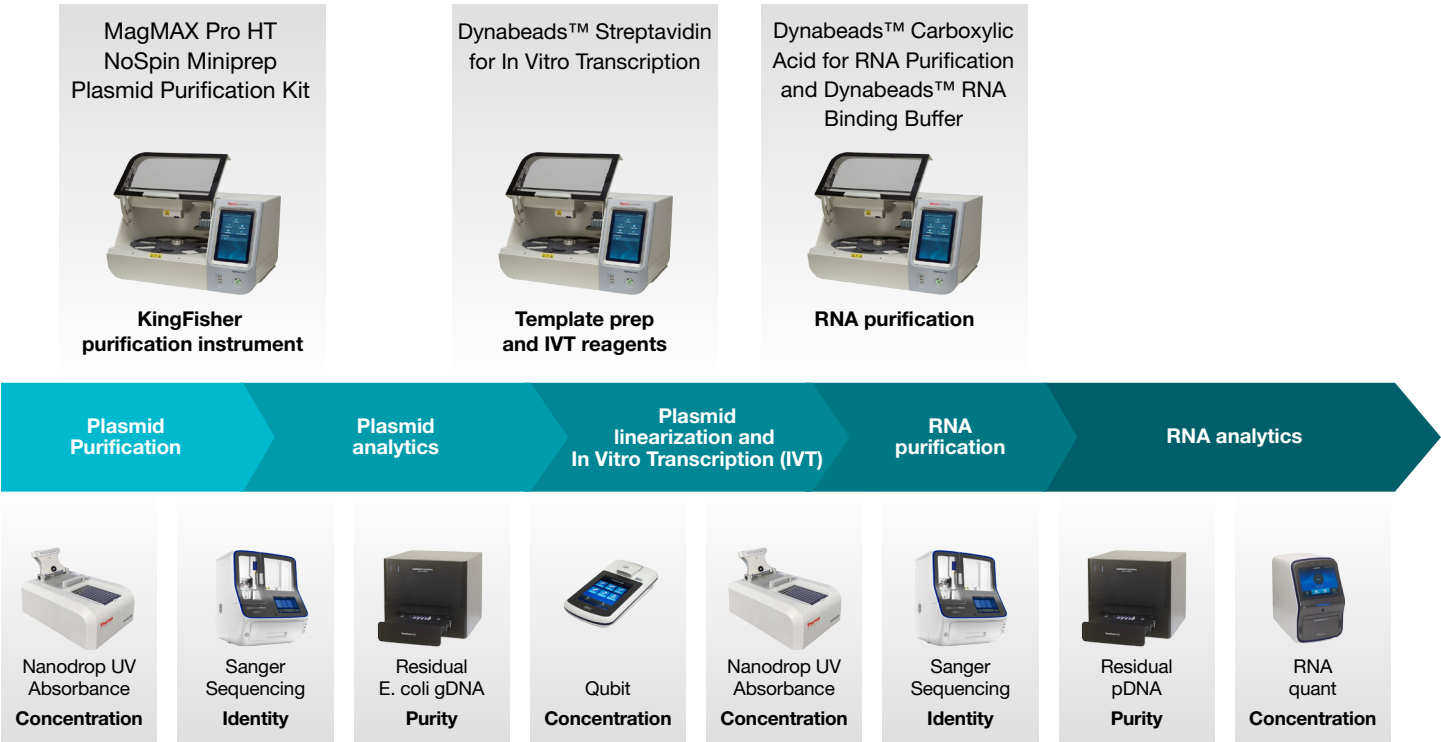 MagMAX Pro HT
NoSpin Miniprep
Plasmid Purification Kit
KingFisher
purification instrument
Dynabeads™ Streptavidin
for In Vitro Transcription
Template prep
and IVT reagents
Dynabeads™ Carboxylic
Acid for RNA Purification
and Dynabeads™ RNA
Binding Buffer
RNA purification
Plasmid
Purification
Plasmid
analytics
Plasmid
linearization and
In Vitro Transcription (IVT)
RNA
purification
RNA analytics
Nanodrop UV
Absorbance
Concentration
Sanger
Sequencing
Identity
Residual
E. coli gDNA
Purity
Qubit
Concentration
Nanodrop UV
Absorbance
Concentration
Sanger
Sequencing
Identity
Residual
pDNA
Purity
RNA
quant
Concentration